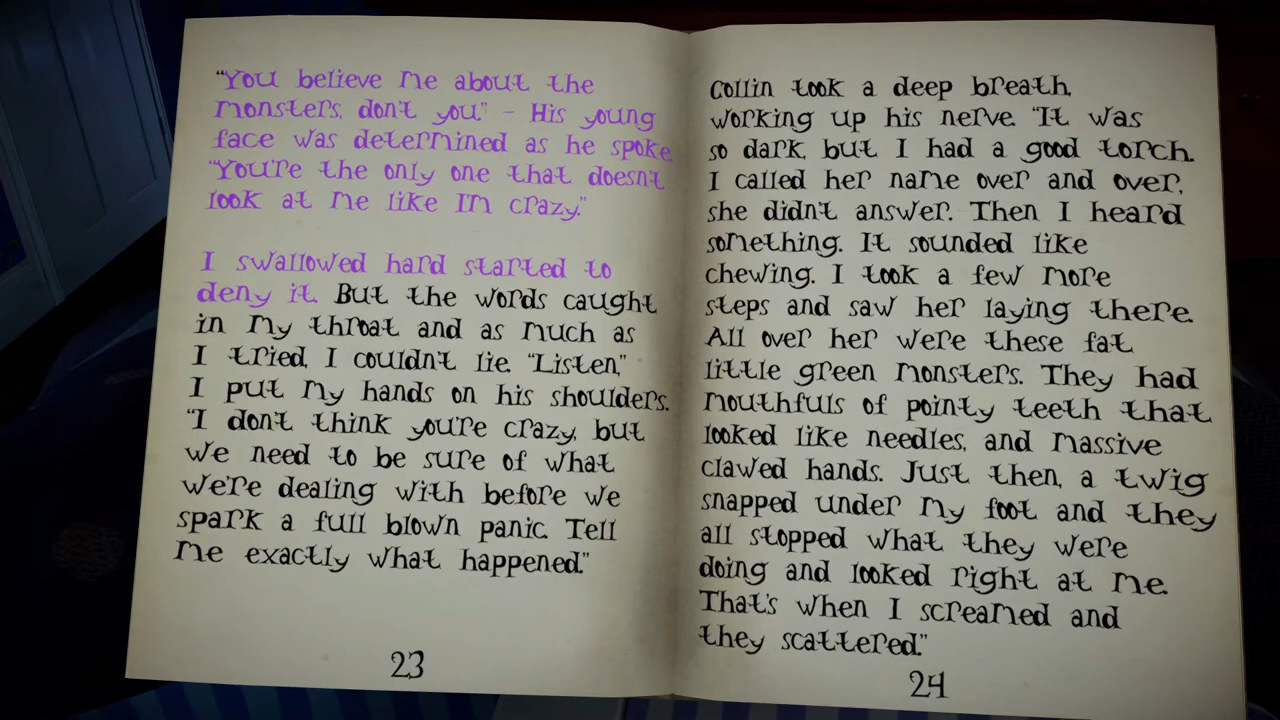 "You believe me about the
monsters, don't you" - His young
face was determined as he spoke.
"You're the only one that doesn't
look at me like I'm crazy."
I swallowed hard started to
deny it. But the words caught
in my throat and as much as
I tried, I couldn't lie. "Listen,"
I put my hands on his shoulders.
"I don't think you're crazy, but
we need to be sure of what
we're dealing with before we
spark a full blown panic. Tell
me exactly what happened."
23
Collin took a deep breath,
working up his nerve. "It was
so dark, but I had a good torch.
I called her name over and over,
she didn't answer. Then I heard
something. It sounded like
chewing. I took a few more
steps and saw her laying there.
All over her were these fat
little green monsters. They had
mouthfuls of pointy teeth that
looked like needles, and massive
clawed hands. Just then, a twig
snapped under my foot and they
all stopped what they were
doing and looked right at me.
That's when I screamed and
they scattered."
24